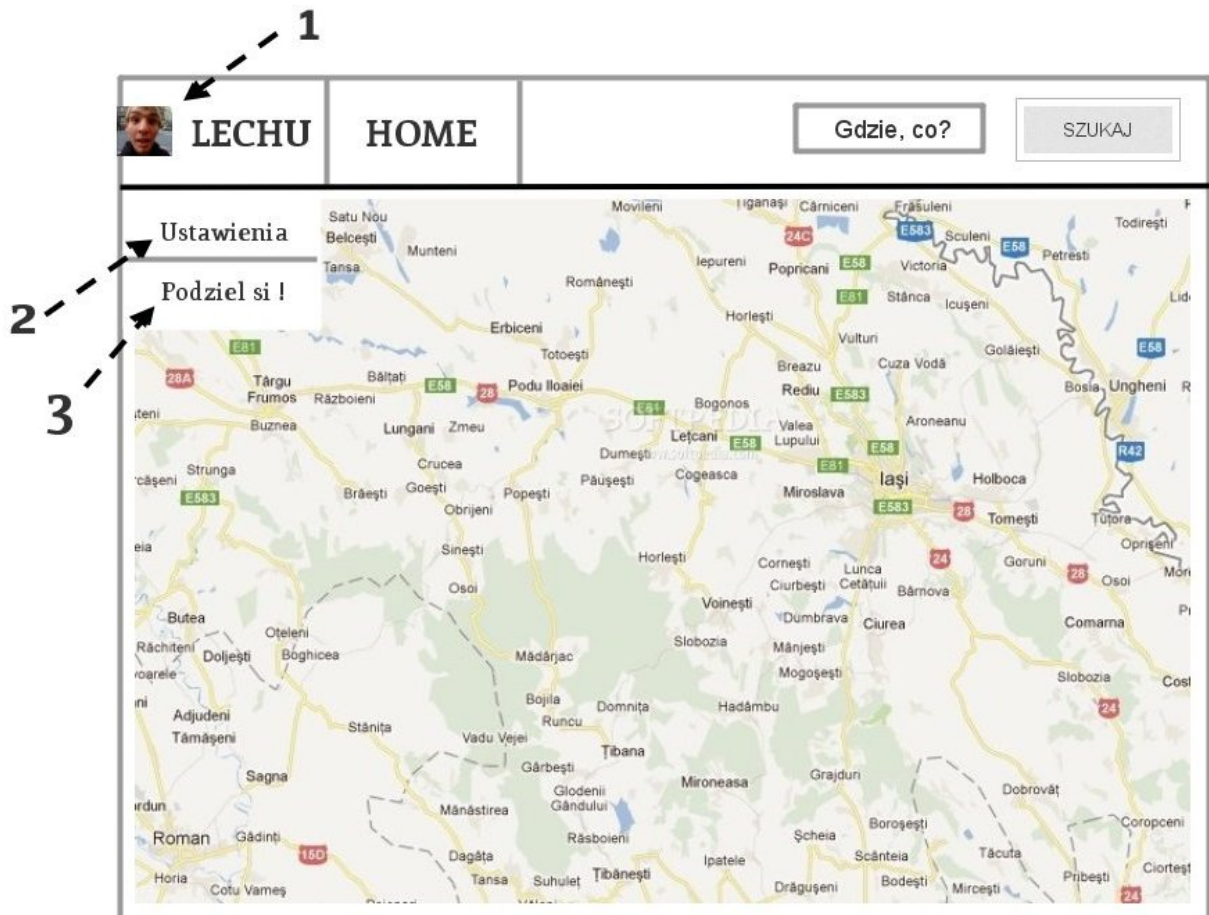 1
LECHU HOME Gdzie, co? SZUKAJ
Ustawienia
Podziel si !
2
3
Satu Nou
Belcești
Tansa
Munteni
Movileni
Țiganași
Cârniceni
Frăsuleni
24C
E583
Sculeni
E58
Petresti
Todirești
Iepureni
Popricani
E58
Victoria
Românești
E81
Stânca
Icușeni
Horlești
Erbiceni
Vulturi
Golăiești
E58
E81
Totoești
Breazu
Cuza Vodă
28A
Târgu
Frumos
Bălțați
E58
28
Podu Iloaiei
Rediu
E583
Bosia
Ungheni
Războieni
E81
Bogonos
SOFTPEDIA
www.softpedia.com
Buznea
Lungani
Zmeu
Lețcani
E58
Valea
Lupului
Aroneanu
E58
R42
Dumești
Strunga
Crucea
Goești
Păușești
Cogeasca
E81
Iași
Holboca
E583
Brăești
Popești
Miroslava
E583
28
Tomești
Țuțora
Obrijeni
Oprișeni
Sinești
Horlești
Cornești
Lunca
Cetățuii
24
Goruni
28
Osoi
Osoi
Ciurbești
Bârnova
Voinești
Butea
Dumbrava
Ciurea
Comarna
Oțeleni
Răchiteni
Doljești
Boghicea
Slobozia
Mânjești
Mădârjac
Mogoșești
Slobozia
Bojila
Domnița
Hadâmbu
24
Adjudeni
Runcu
Tămășeni
Stânița
Vadu Vejei
Țibana
Sagna
Gârbești
Mironeasa
Grajduri
Dobrovăț
Glodenii
Gândului
Mânăstirea
Coropceni
Roman
Gâdinți
Răsboieni
Boroșești
Șcheia
15D
Dagâța
Ipatele
Scânteia
Tăcuta
Horia
Tansa
Suhuleț
Țibănești
Pribești
Cotu Vameș
Drăgușeni
Bodești
Mircești
24